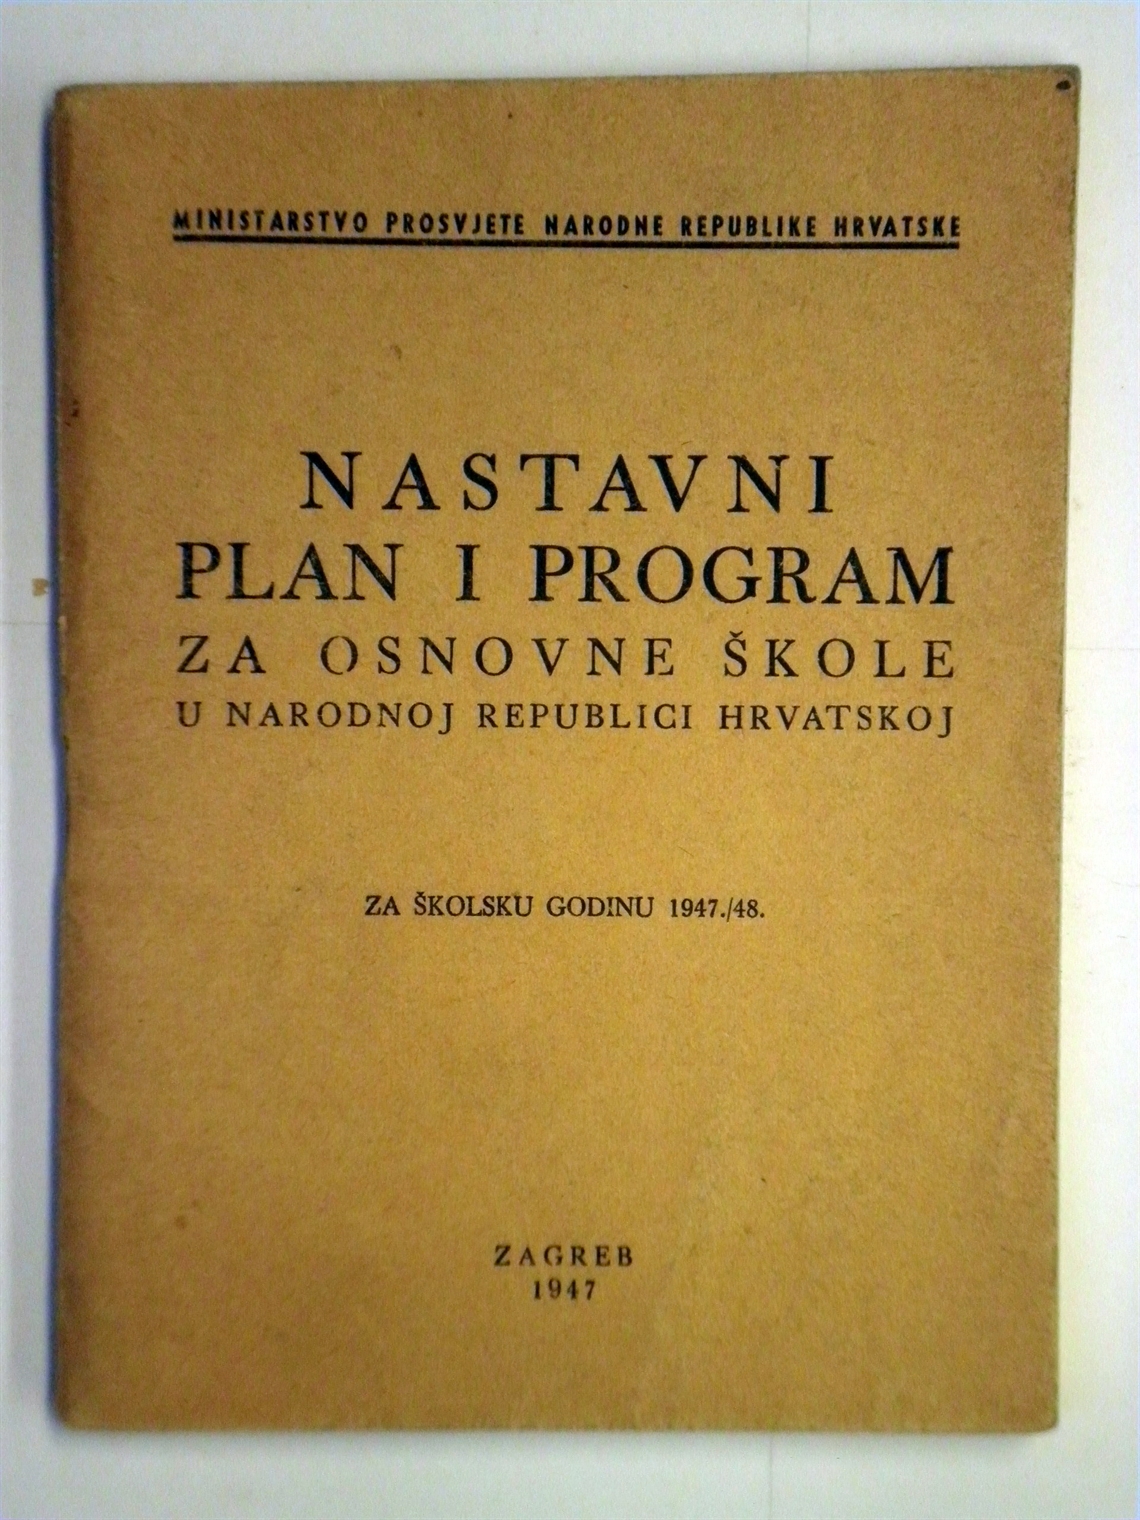 MINISTARSTVO PROSVJETE NARODNE REPUBLIKE HRVATSKE
NASTAVNI
PLAN I PROGRAM
ZA OSNOVNE ŠKOLE
U NARODNOJ REPUBLICI HRVATSKOJ
ZA ŠKOLSKU GODINU 1947./48.
ZAGREB
1947